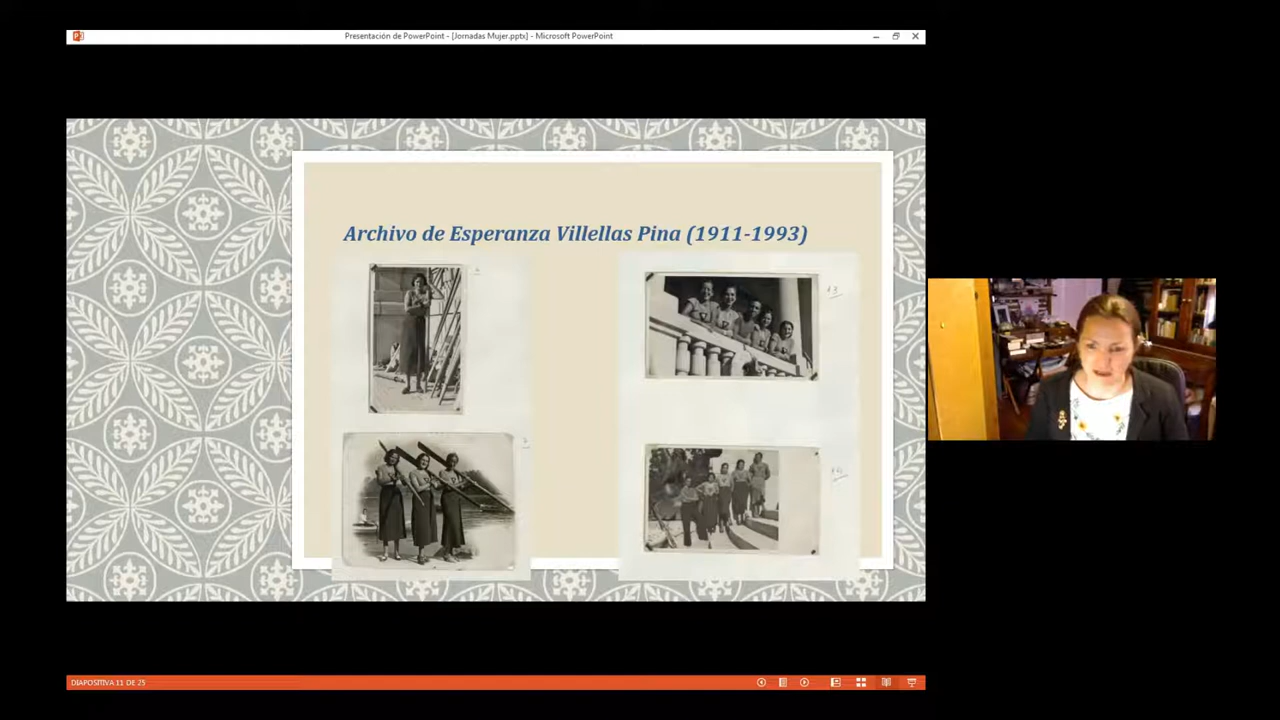 Presentación de PowerPoint - [Jornadas Mujer.pptx] - Microsoft PowerPoint
Archivo de Esperanza Villellas Pina (1911-1993)
DIAPOSITIVA 11 DE 25